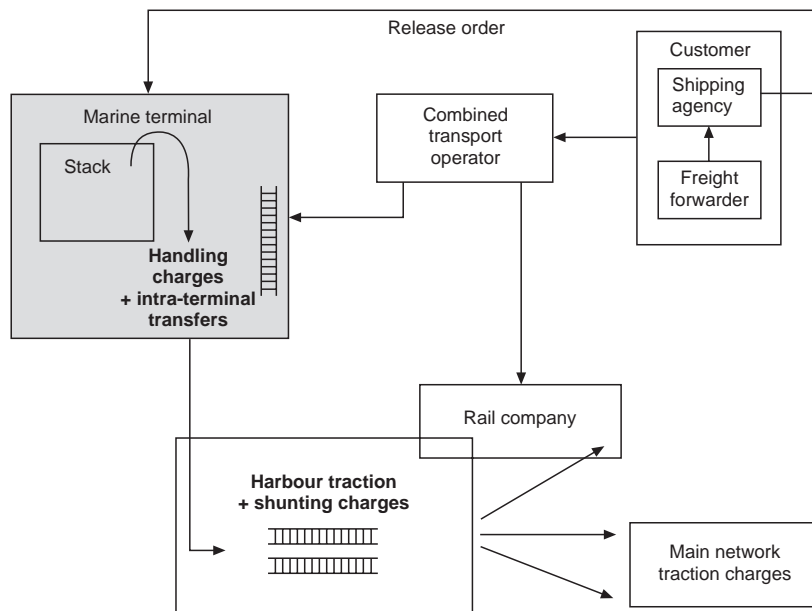 Release order
Customer
Shipping
agency
Freight
forwarder
Combined
transport
operator
Marine terminal
Stack
Handling
charges
+ intra-terminal
transfers
Rail company
Harbour traction
+ shunting charges
Main network
traction charges